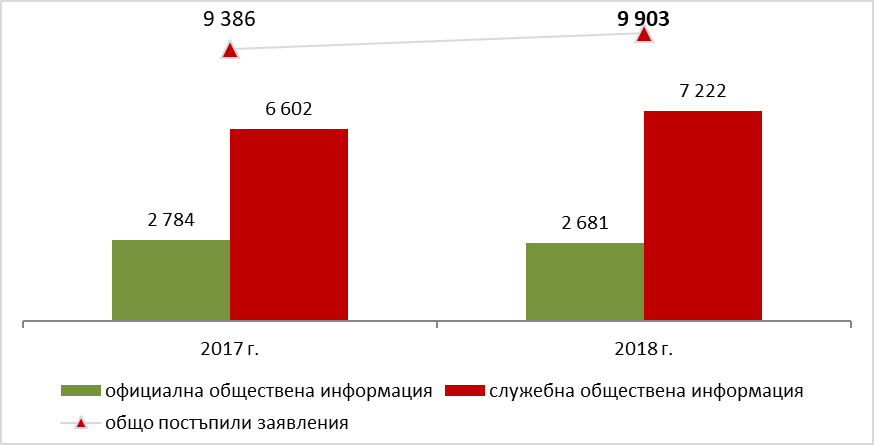 9 386
9 903
7 222
6 602
2 784
2 681
2017 г.
2018 г.
официална обществена информация
служебна обществена информация
общо постъпили заявления